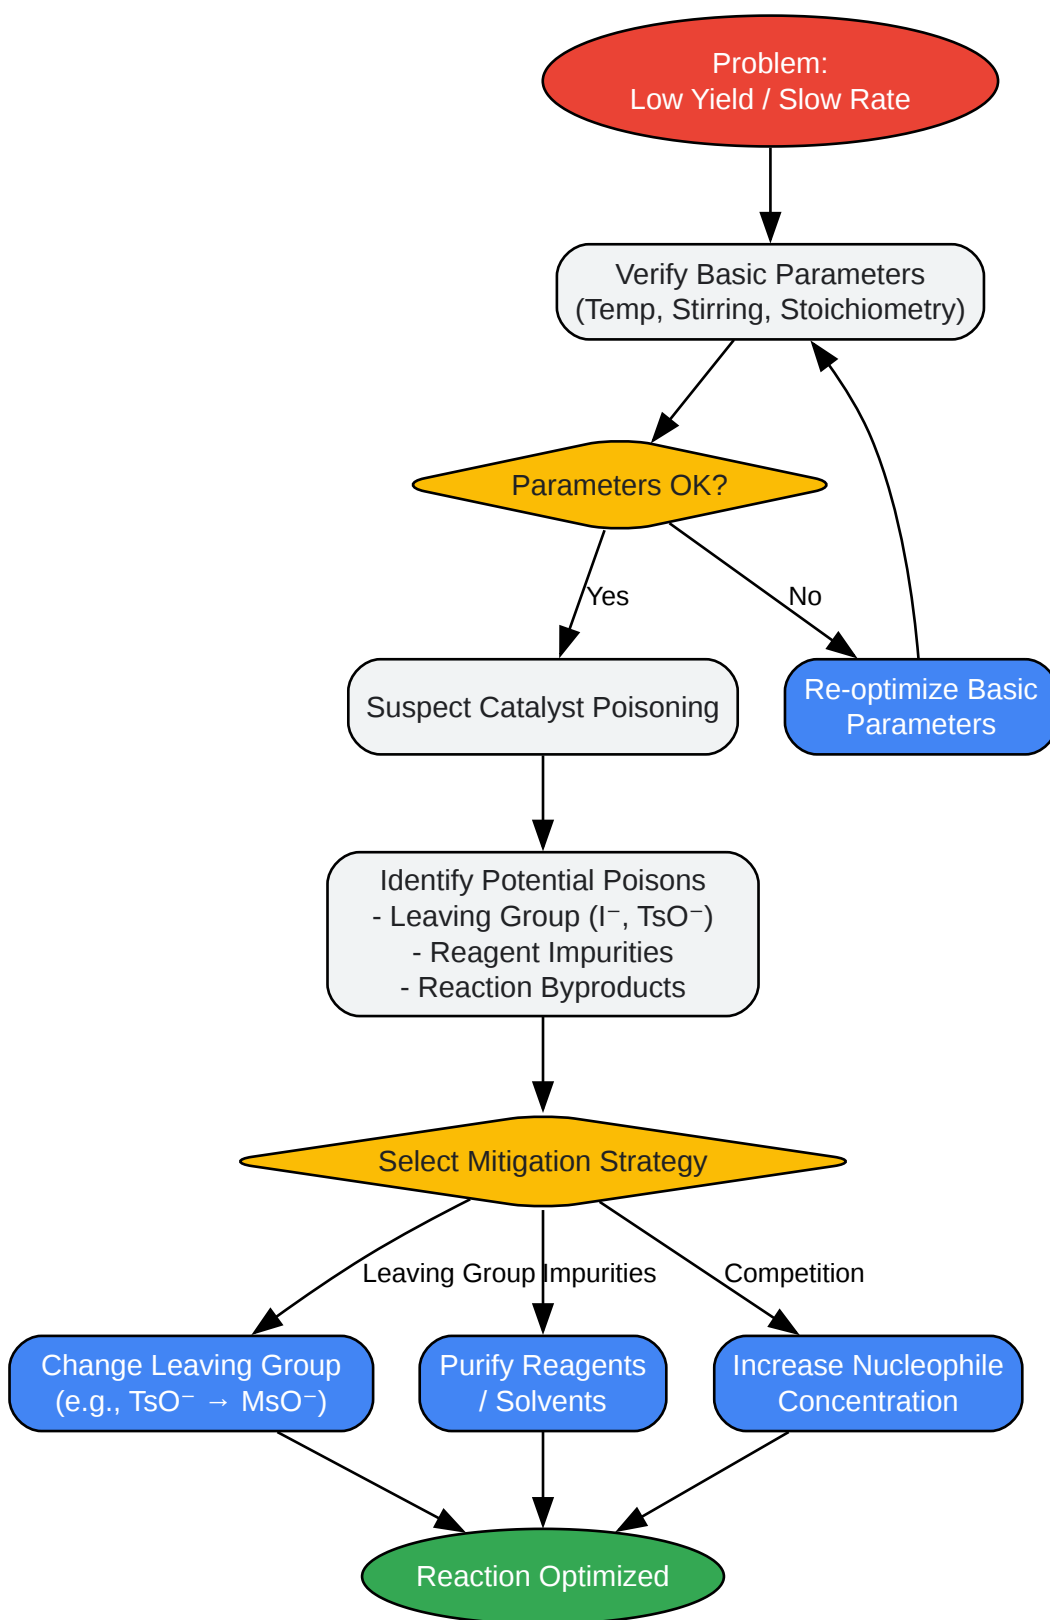 Problem:
Low Yield / Slow Rate
Verify Basic Parameters
(Temp, Stirring, Stoichiometry)
Parameters OK?
Yes
No
Suspect Catalyst Poisoning
Re-optimize Basic
Parameters
Identify Potential Poisons
- Leaving Group (I⁻, TsO⁻)
- Reagent Impurities
- Reaction Byproducts
Select Mitigation Strategy
Leaving Group
Impurities
Competition
Change Leaving Group
(e.g., TsO⁻ → MsO⁻)
Purify Reagents
/ Solvents
Increase Nucleophile
Concentration
Reaction Optimized